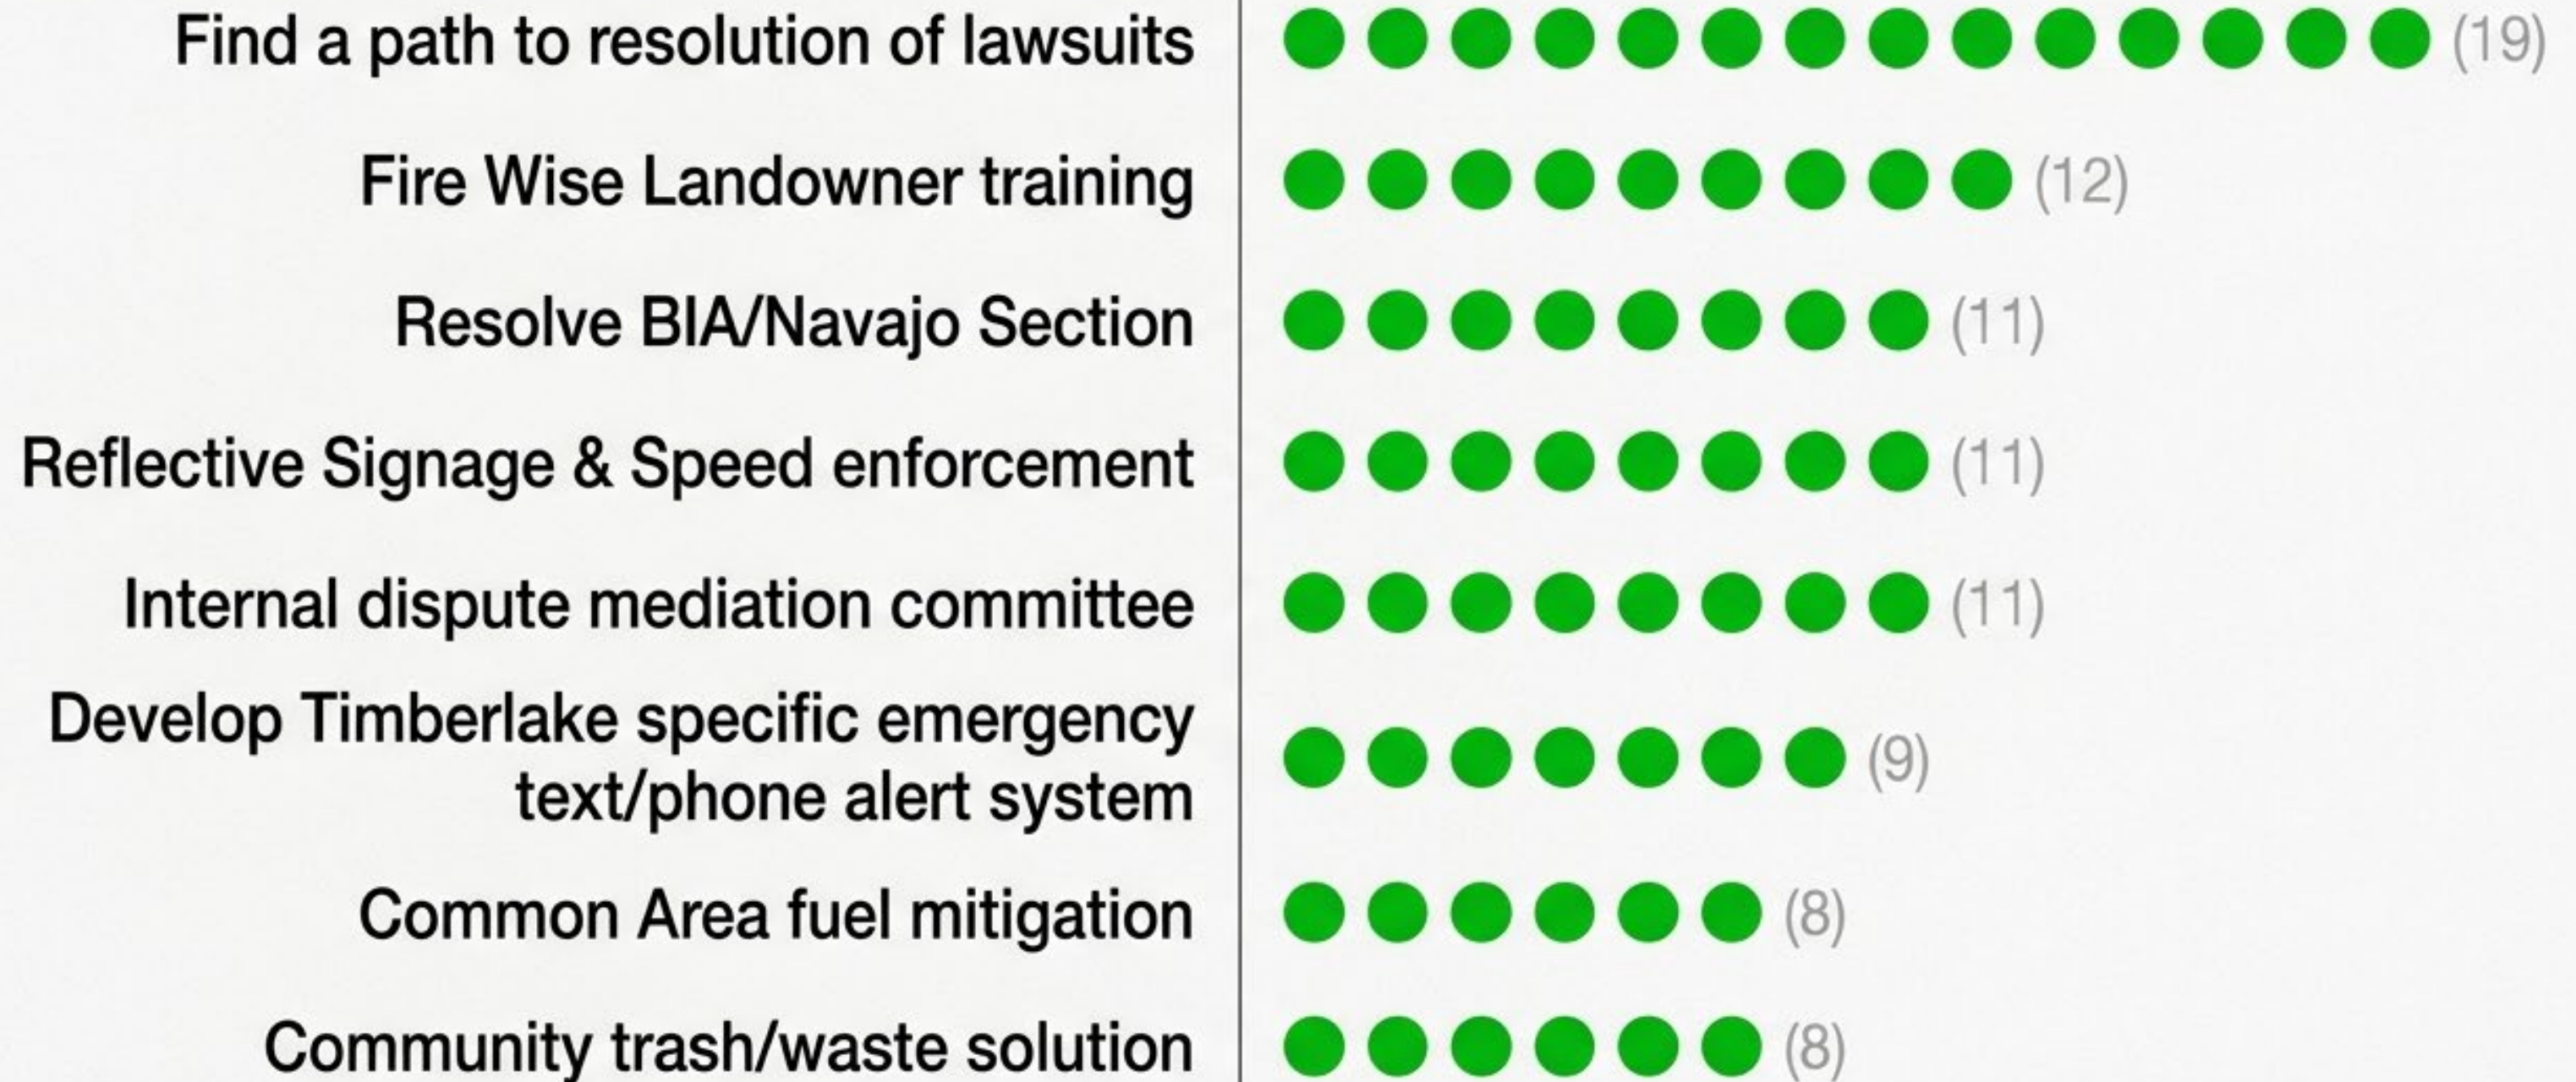 Find a path to resolution of lawsuits (19)
Fire Wise Landowner training (12)
Resolve BIA/Navajo Section (11)
Reflective Signage & Speed enforcement (11)
Internal dispute mediation committee (11)
Develop Timberlake specific emergency
text/phone alert system (9)
Common Area fuel mitigation (8)
Community trash/waste solution (8)